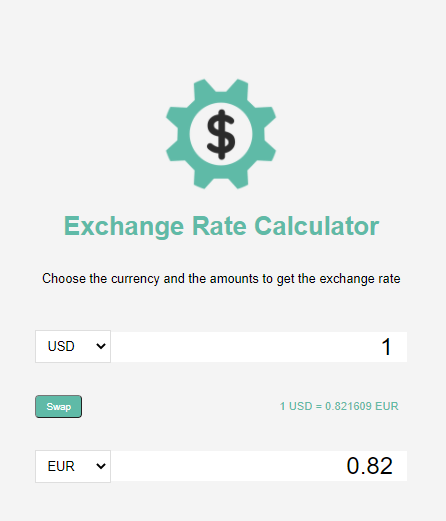 $
Exchange Rate Calculator
Choose the currency and the amounts to get the exchange rate
USD 1
Swap 1 USD = 0.821609 EUR
EUR 0.82